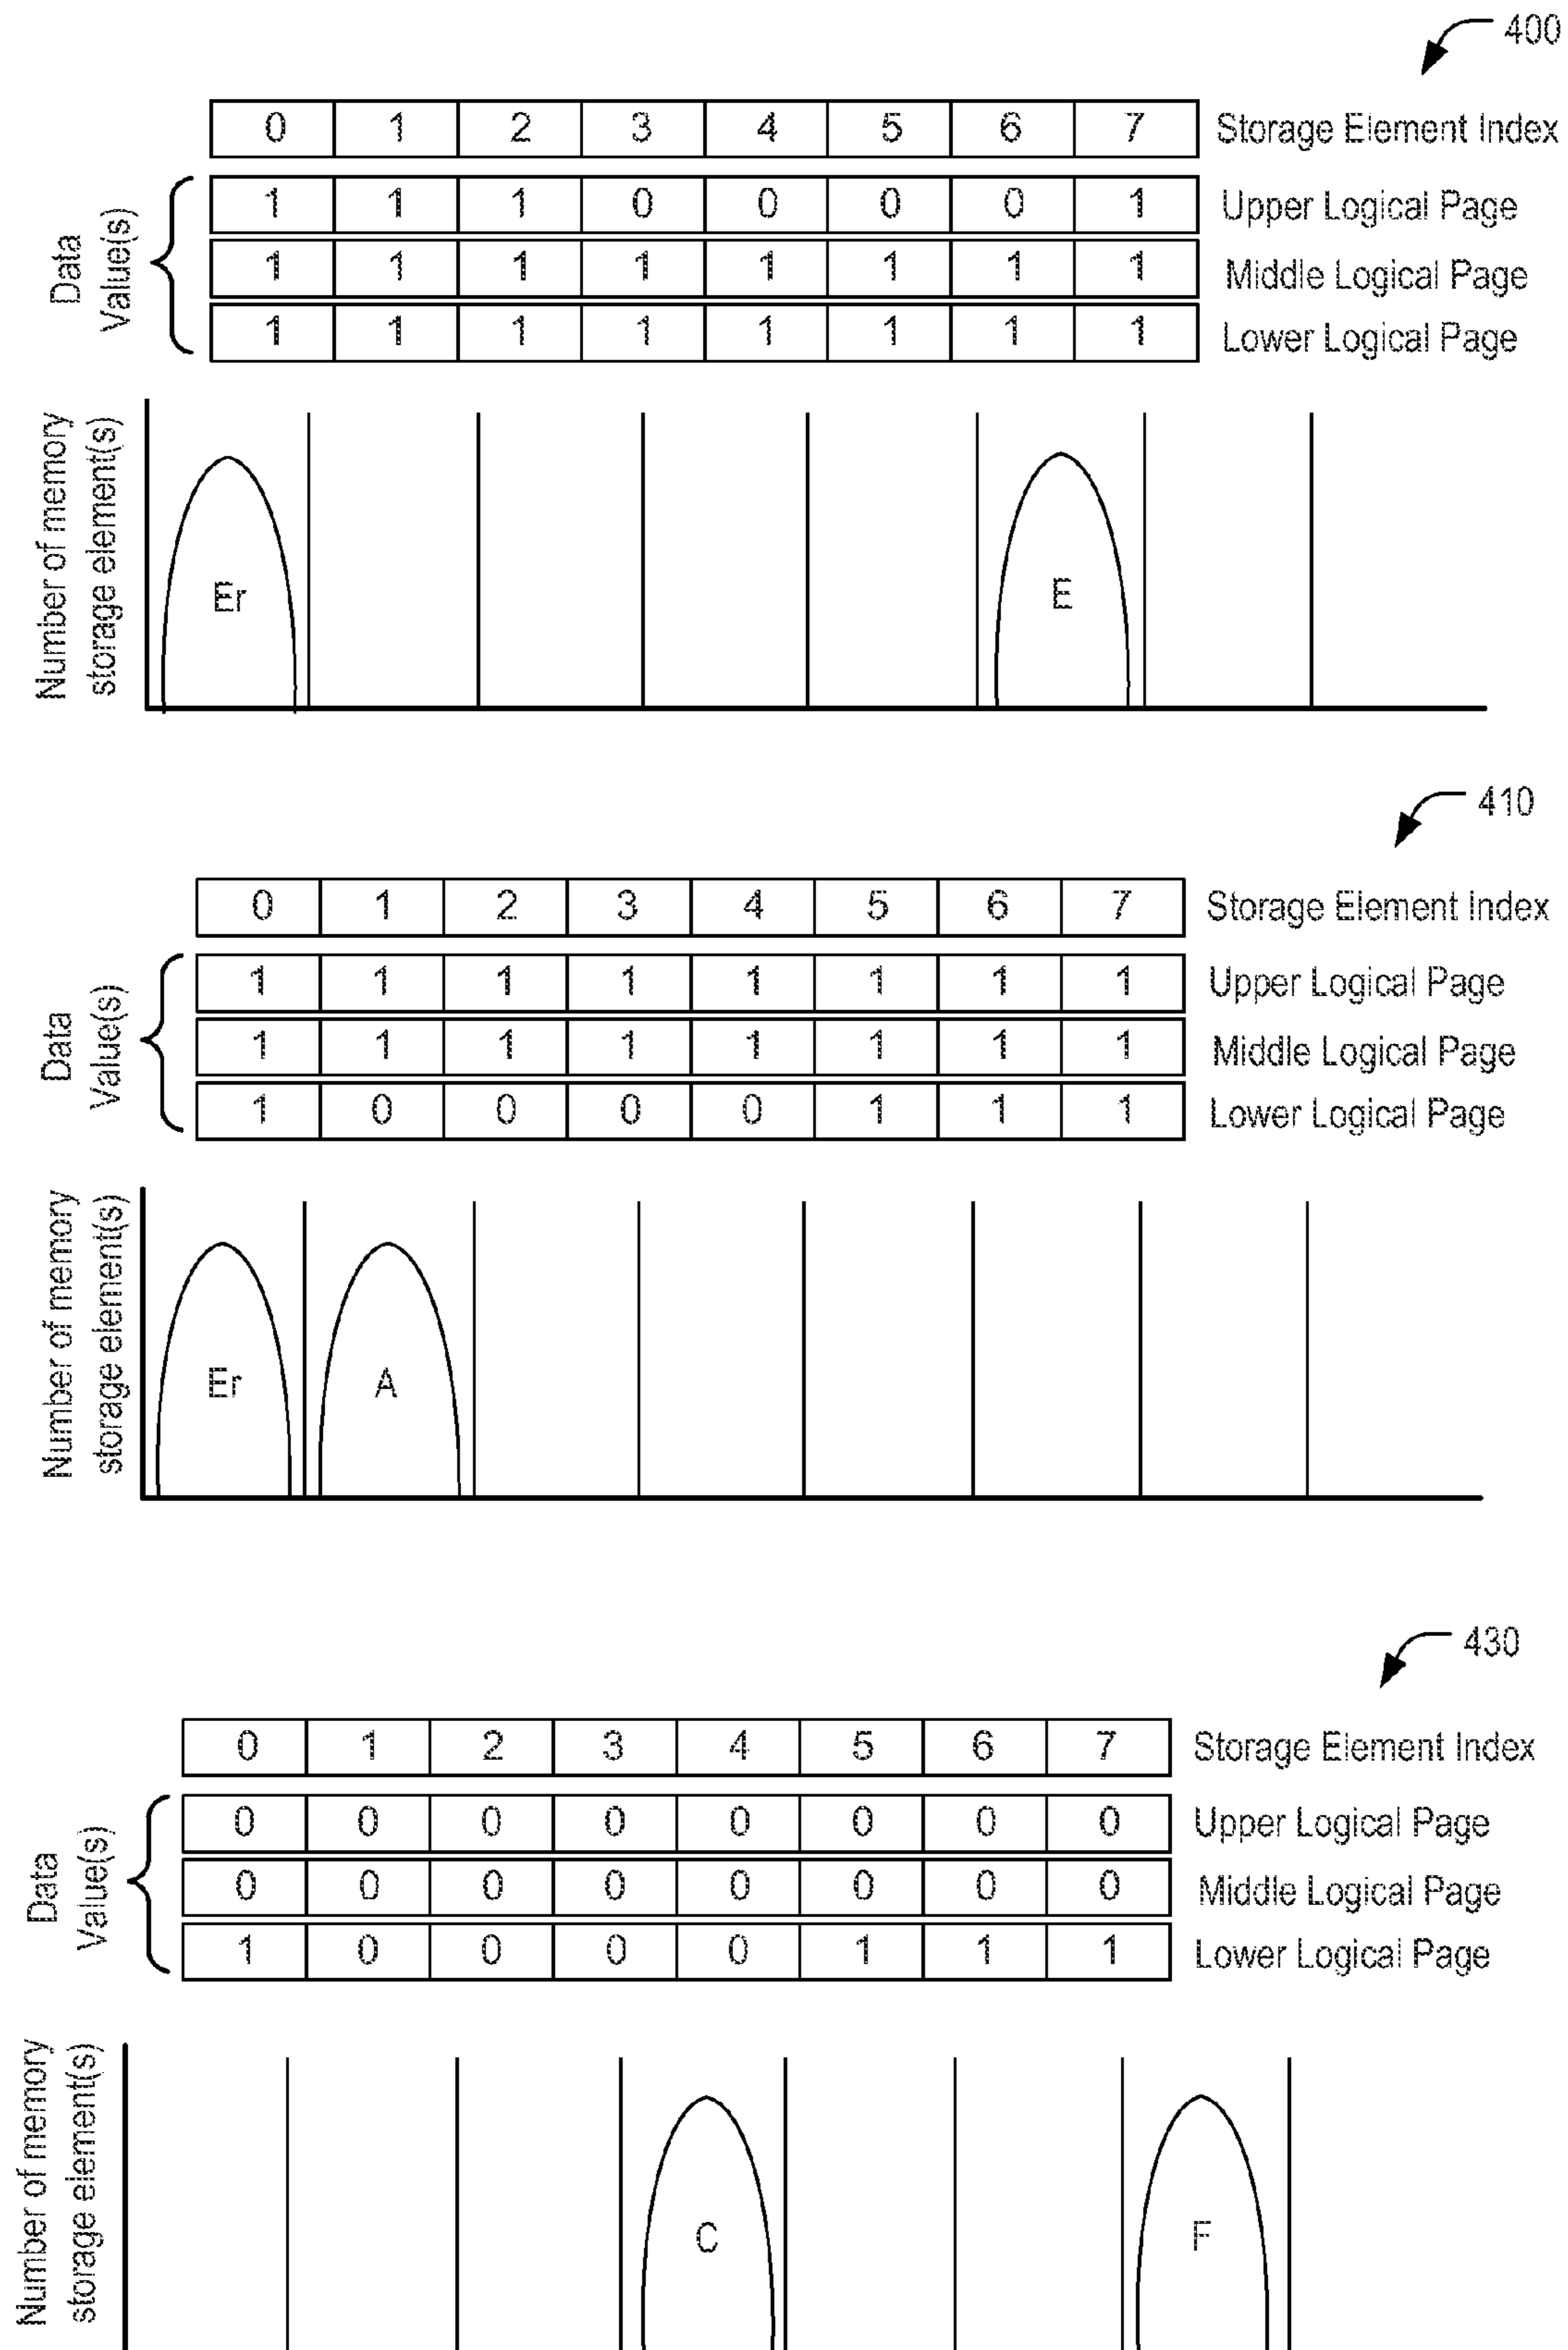 400
0 1 2 3 4 5 6 7 Storage Element Index
1 1 1 0 0 0 0 1 Upper Logical Page
1 1 1 1 1 1 1 1 Middle Logical Page
1 1 1 1 1 1 1 1 Lower Logical Page
Data
Value(s)
Number of memory
storage element(s)
Er
E
410
0 1 2 3 4 5 6 7 Storage Element Index
1 1 1 1 1 1 1 1 Upper Logical Page
1 1 1 1 1 1 1 1 Middle Logical Page
1 0 0 0 0 1 1 1 Lower Logical Page
Data
Value(s)
Number of memory
storage element(s)
Er
A
430
0 1 2 3 4 5 6 7 Storage Element Index
0 0 0 0 0 0 0 0 Upper Logical Page
0 0 0 0 0 0 0 0 Middle Logical Page
1 0 0 0 0 1 1 1 Lower Logical Page
Data
Value(s)
Number of memory
storage element(s)
C
F